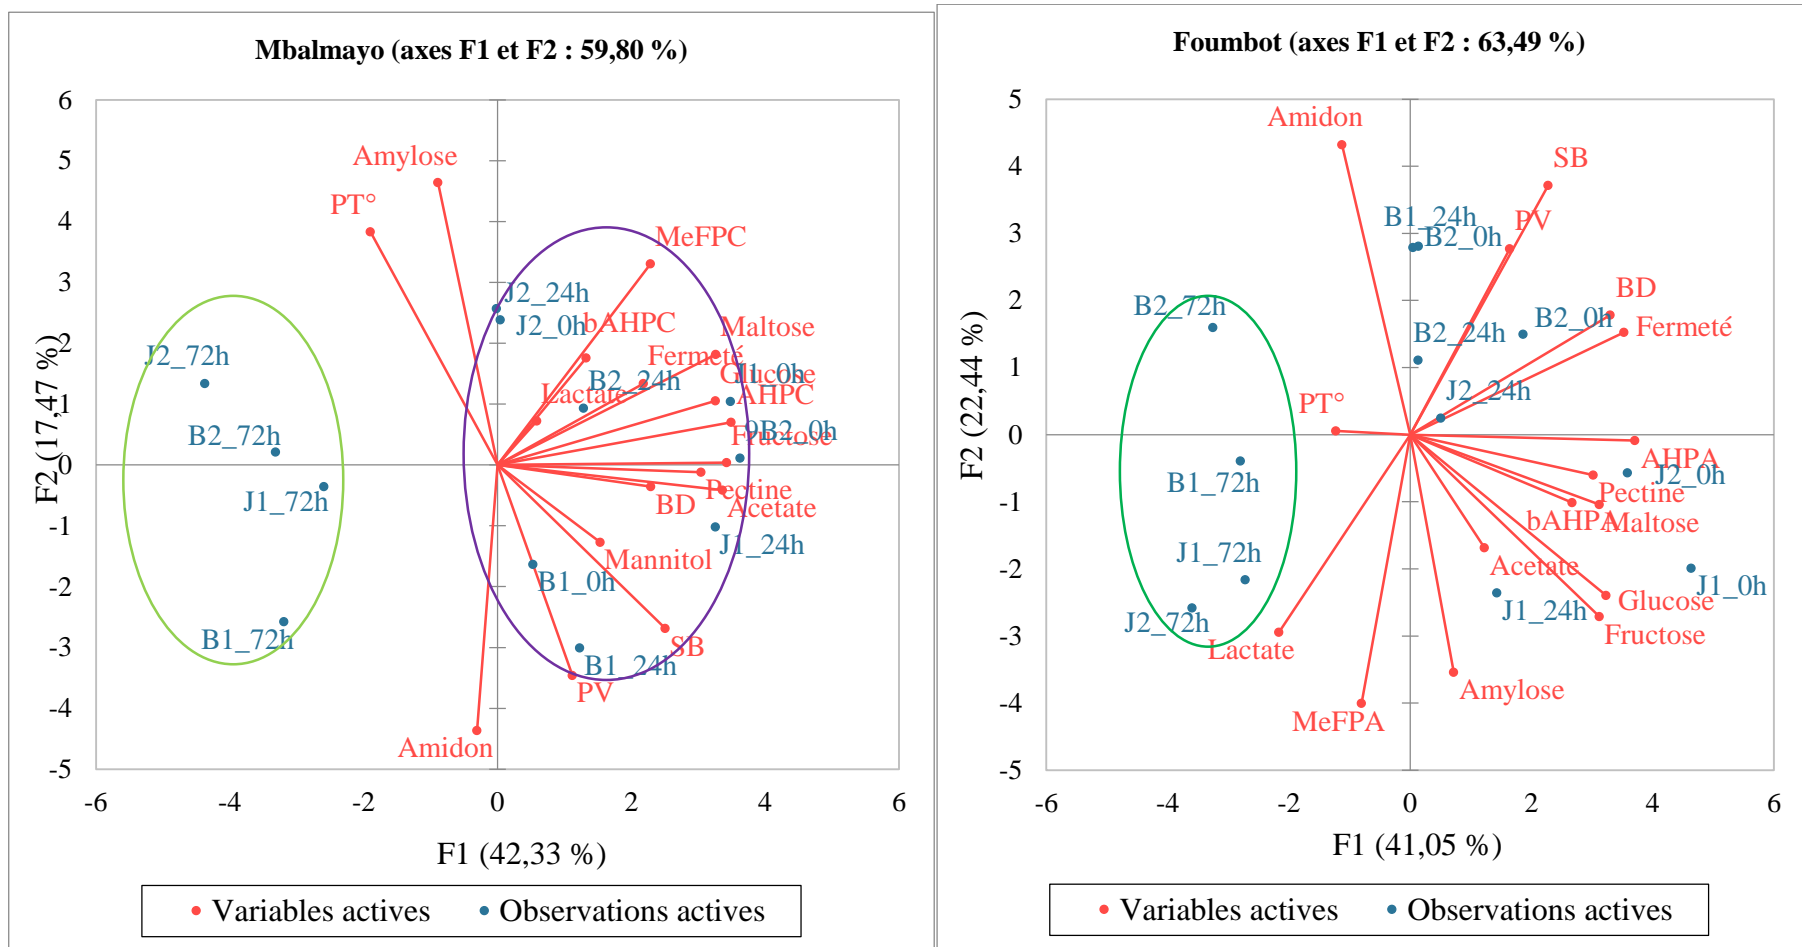 Mbalmayo (axes F1 et F2 : 59,80 %)
6
5
4
3
2
1
0
-1
-2
-3
-4
-5
F2 (17,47 %)
Amylose
PT°
MeFPC
J2_24h
J2_0h
bAHPC
Maltose
Fermeté
Glucose
J1_0h
B2_24h
AHPC
Lactate
9B2_0h
Fructose
J2_72h
B2_72h
J1_72h
B1_72h
Pectine
BD
Acetate
J1_24h
Mannitol
B1_0h
SB
B1_24h
PV
Amidon
-6 -4 -2 0 2 4 6
F1 (42,33 %)
Variables actives Observations actives
Foumbot (axes F1 et F2 : 63,49 %)
5
4
3
2
1
0
-1
-2
-3
-4
-5
F2 (22,44 %)
Amidon
SB
B1_24h
PV
B2_0h
BD
B2_72h
B2_0h
Fermeté
B2_24h
J2_24h
PT°
AHPA
B1_72h
J2_0h
Pectine
bAHPA
Maltose
J1_72h
Acetate
J1_0h
J2_72h
J1_24h
Glucose
Fructose
Lactate
Amylose
MeFPA
-6 -4 -2 0 2 4 6
F1 (41,05 %)
Variables actives Observations actives